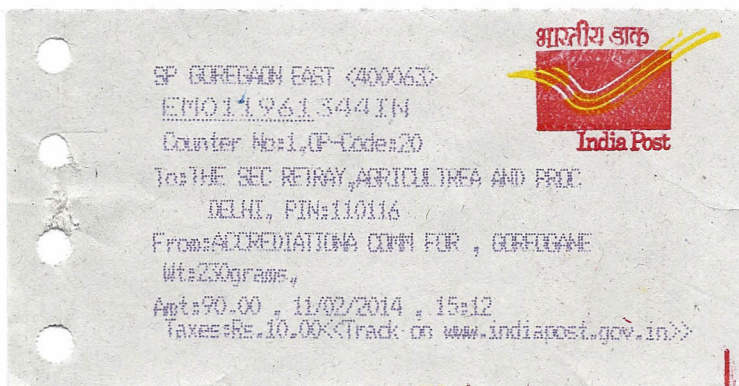 भारतीय डाक
India Post
SP GOREGAON EAST <400063>
EM011961344IN
Counter No:1,OP-Code:20
To:THE SEC RETRAY,AGRICULTREA AND PROC
DELHI, PIN:110116
From:ACCREDIATIONA COMM FOR , GORFOGANE
Wt:230grams,
Amt:90.00 , 11/02/2014 , 15:12
Taxes:Rs.10.00<<Track on www.indiapost.gov.in>>